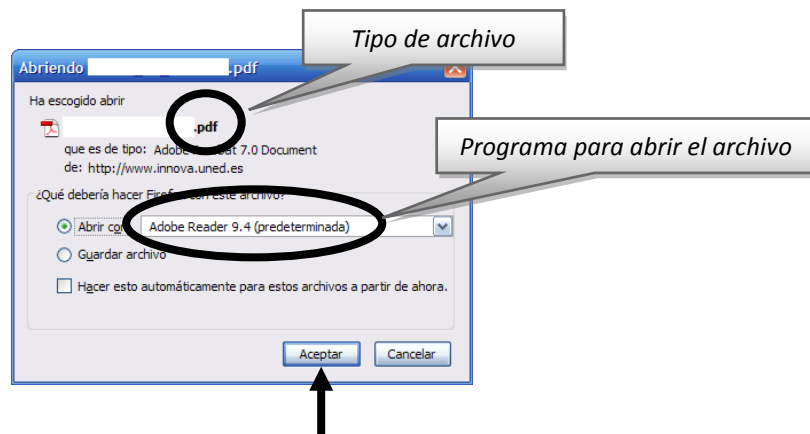 Tipo de archivo
Abriendo .pdf
Ha escogido abrir
.pdf
que es de tipo: Adobe Acrobat 7.0 Document
de: http://www.innova.uned.es
Programa para abrir el archivo
¿Qué debería hacer Firefox con este archivo?
Abrir con Adobe Reader 9.4 (predeterminada)
Guardar archivo
Hacer esto automáticamente para estos archivos a partir de ahora.
Aceptar Cancelar